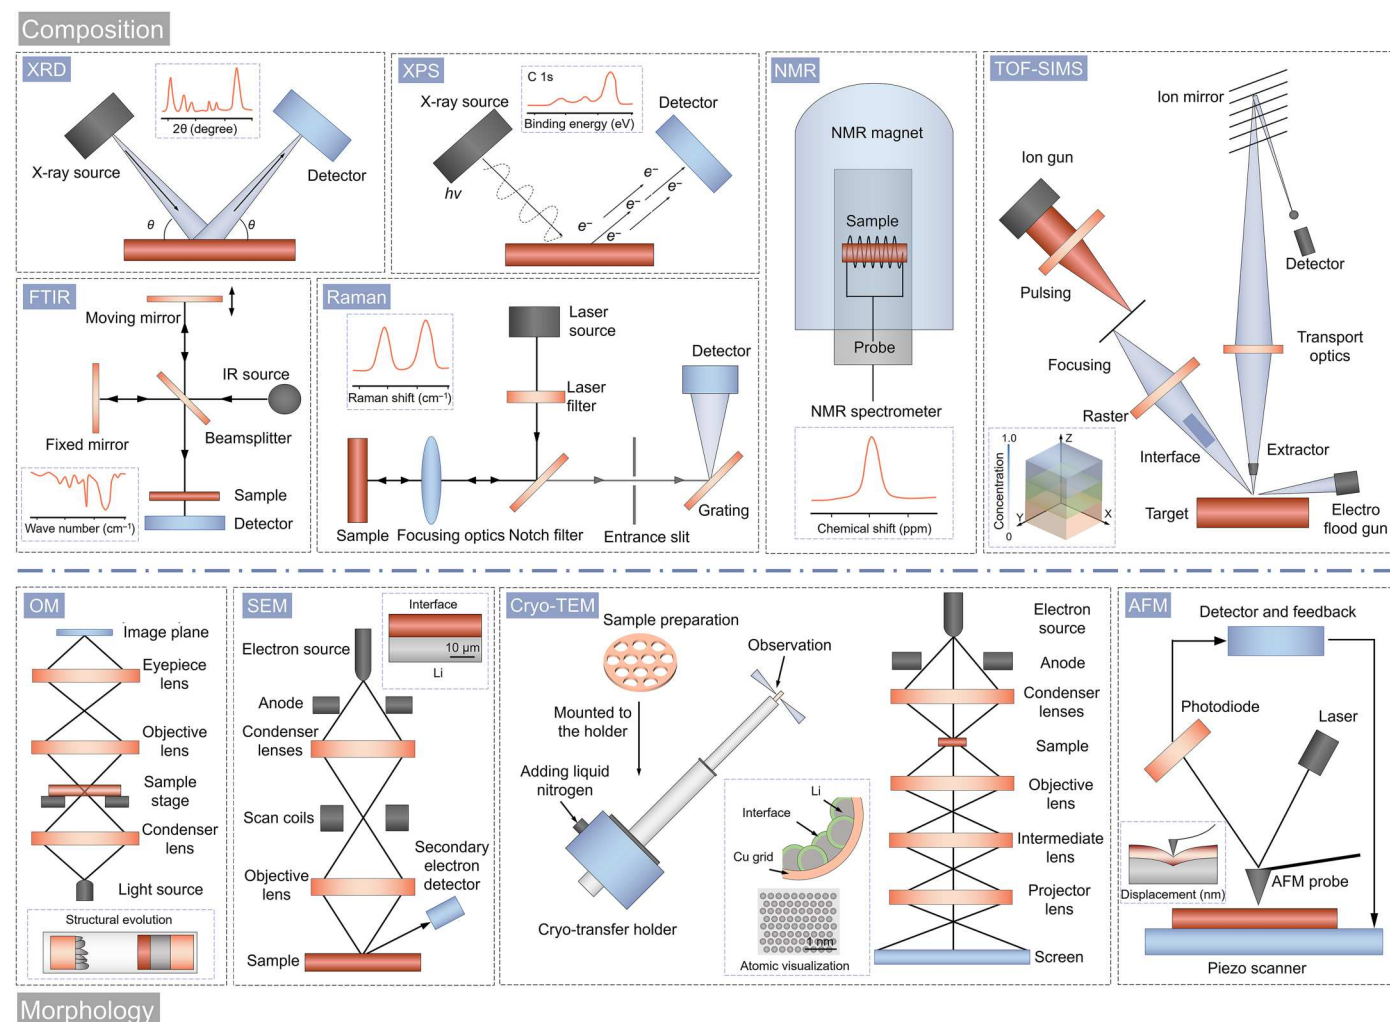 Composition
XRD
2θ (degree)
X-ray source
Detector
θ
θ
XPS
C 1s
Binding energy (eV)
X-ray source
Detector
hv
e⁻
e⁻
e⁻
e⁻
e⁻
e⁻
NMR
NMR magnet
Sample
Probe
NMR spectrometer
Chemical shift (ppm)
TOF-SIMS
Ion mirror
Ion gun
Detector
Pulsing
Transport
optics
Focusing
Raster
Interface
Extractor
Target
Electro
flood gun
Concentration
1.0
0
Z
Y
X
FTIR
Moving mirror
IR source
Fixed mirror
Beamsplitter
Sample
Detector
Wave number (cm⁻¹)
Raman
Raman shift (cm⁻¹)
Laser
source
Laser
filter
Detector
Grating
Sample
Focusing optics
Notch filter
Entrance slit
OM
Image plane
Eyepiece
lens
Objective
lens
Sample
stage
Condenser
lens
Light source
Structural evolution
SEM
Interface
10 µm
Li
Electron source
Anode
Condenser
lenses
Scan coils
Secondary
electron
detector
Objective
lens
Sample
Cryo-TEM
Sample preparation
Observation
Mounted to
the holder
Adding liquid
nitrogen
Cryo-transfer holder
Li
Interface
Cu grid
1 nm
Atomic visualization
Electron
source
Anode
Condenser
lenses
Sample
Objective
lens
Intermediate
lens
Projector
lens
Screen
AFM
Detector and feedback
Photodiode
Laser
AFM probe
Displacement (nm)
Piezo scanner
Morphology